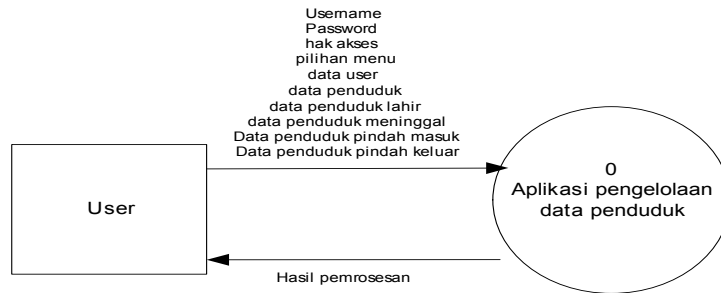 Username
Password
hak akses
pilihan menu
data user
data penduduk
data penduduk lahir
data penduduk meninggal
Data penduduk pindah masuk
Data penduduk pindah keluar
User
0
Aplikasi pengelolaan
data penduduk
Hasil pemrosesan